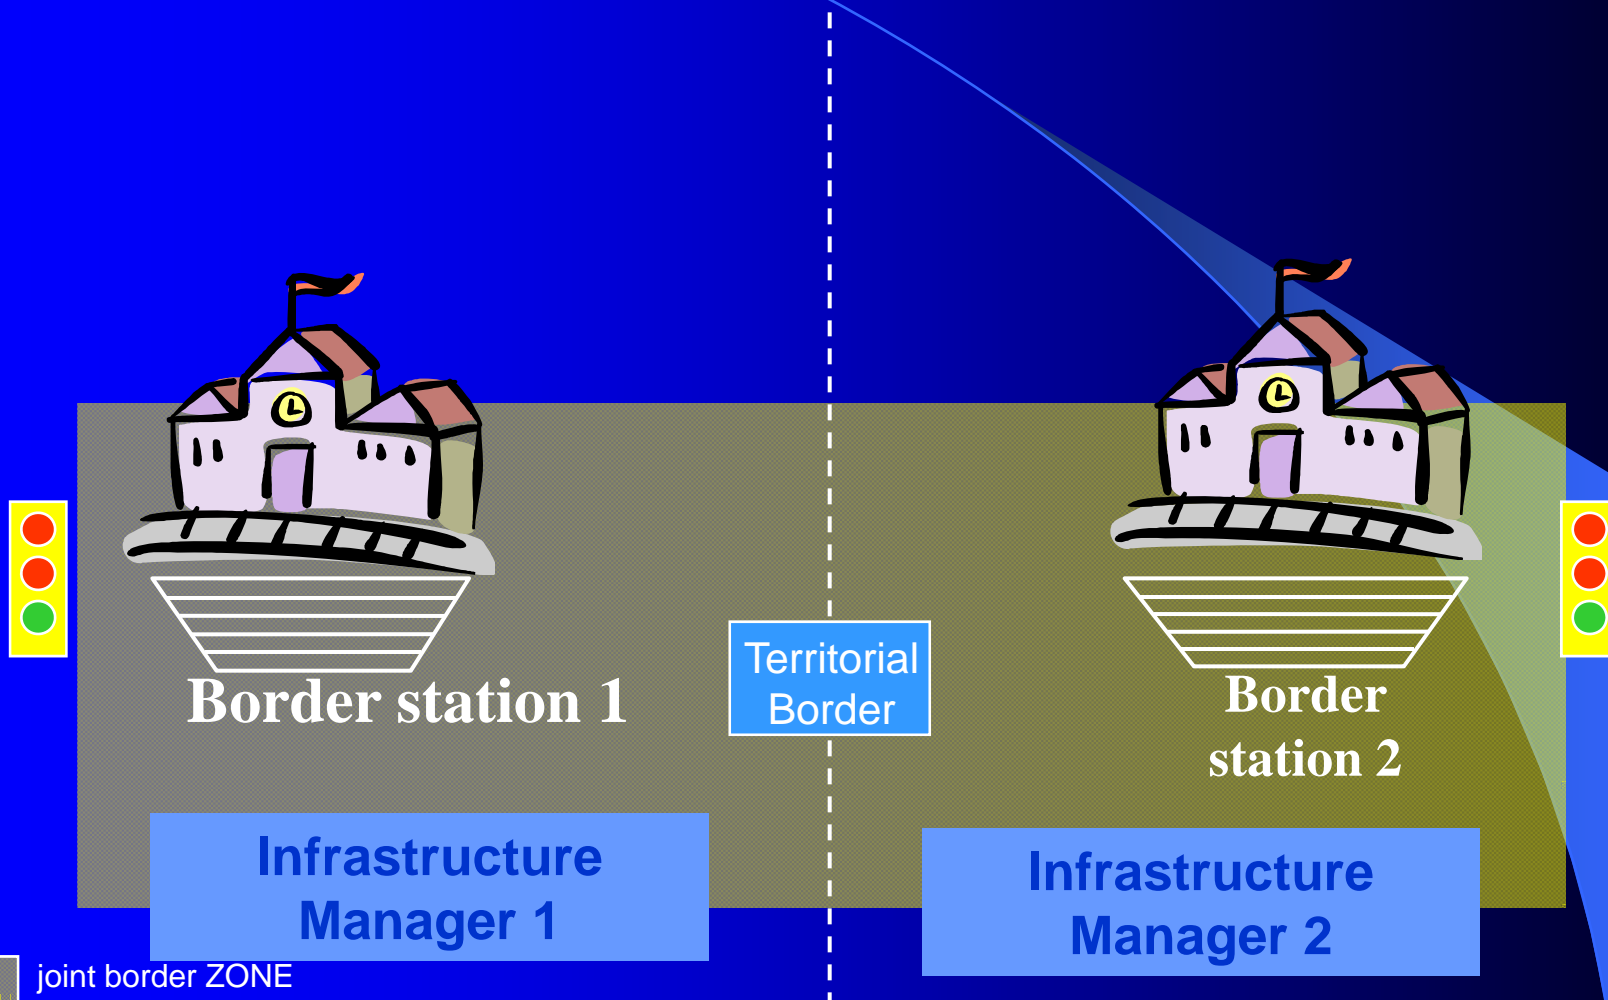 Border station 1
Territorial
Border
Border
station 2
Infrastructure
Manager 1
Infrastructure
Manager 2
joint border ZONE